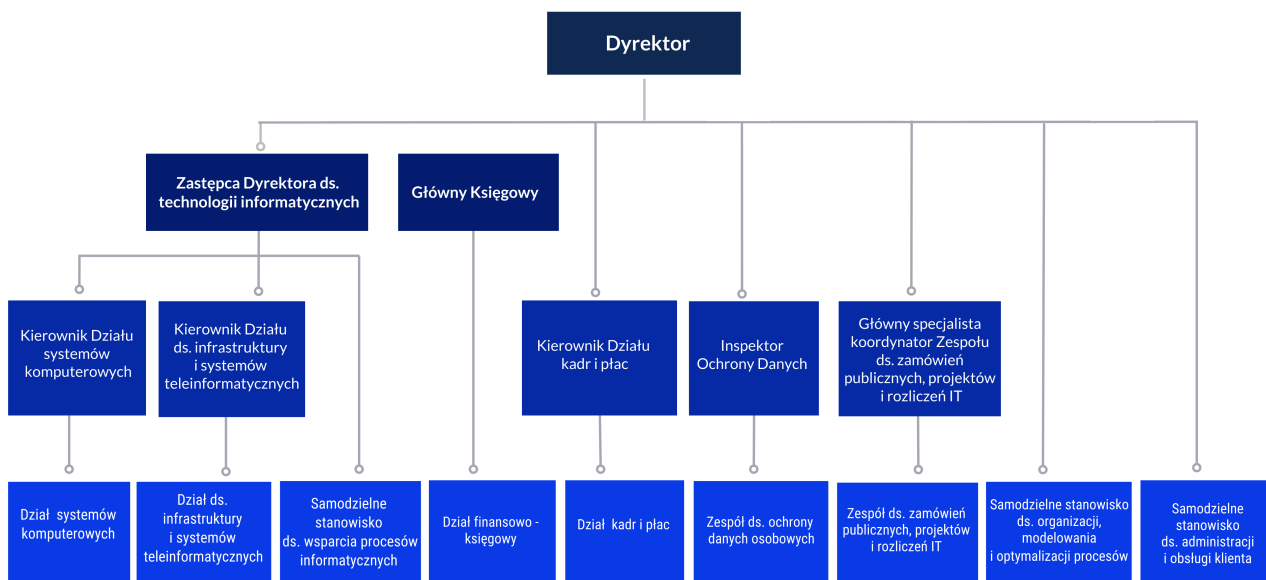 Dyrektor
Zastępca Dyrektora ds.
technologii informatycznych
Główny Księgowy
Kierownik Działu
systemów
komputerowych
Kierownik Działu
ds. infrastruktury
i systemów
teleinformatycznych
Kierownik Działu
kadr i płac
Inspektor
Ochrony Danych
Główny specjalista
koordynator Zespołu
ds. zamówień
publicznych, projektów
i rozliczeń IT
Dział systemów
komputerowych
Dział ds.
infrastruktury
i systemów
teleinformatycznych
Samodzielne
stanowisko
ds. wsparcia procesów
informatycznych
Dział finansowo -
księgowy
Dział kadr i płac
Zespół ds. ochrony
danych osobowych
Zespół ds. zamówień
publicznych, projektów
i rozliczeń IT
Samodzielne stanowisko
ds. organizacji,
modelowania
i optymalizacji procesów
Samodzielne
stanowisko
ds. administracji
i obsługi klienta